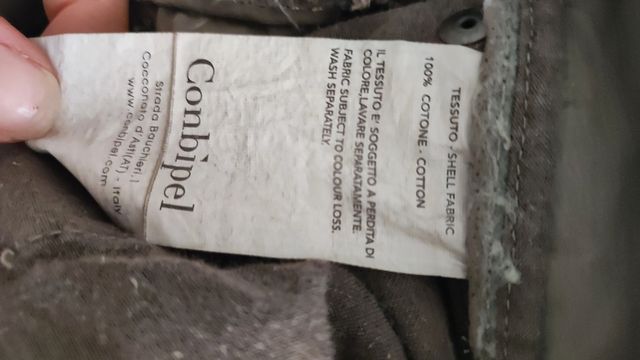 TESSUTO - SHELL FABRIC
100% COTONE - COTTON
IL TESSUTO E' SOGGETTO A PERDITA DI
COLORE,LAVARE SEPARATAMENTE.
FABRIC SUBJECT TO COLOUR LOSS.
WASH SEPARATELY.
Conbipel
Strada Bauchieri,1
Cocconato d'Asti(AT) - Italy
www.conbipel.com